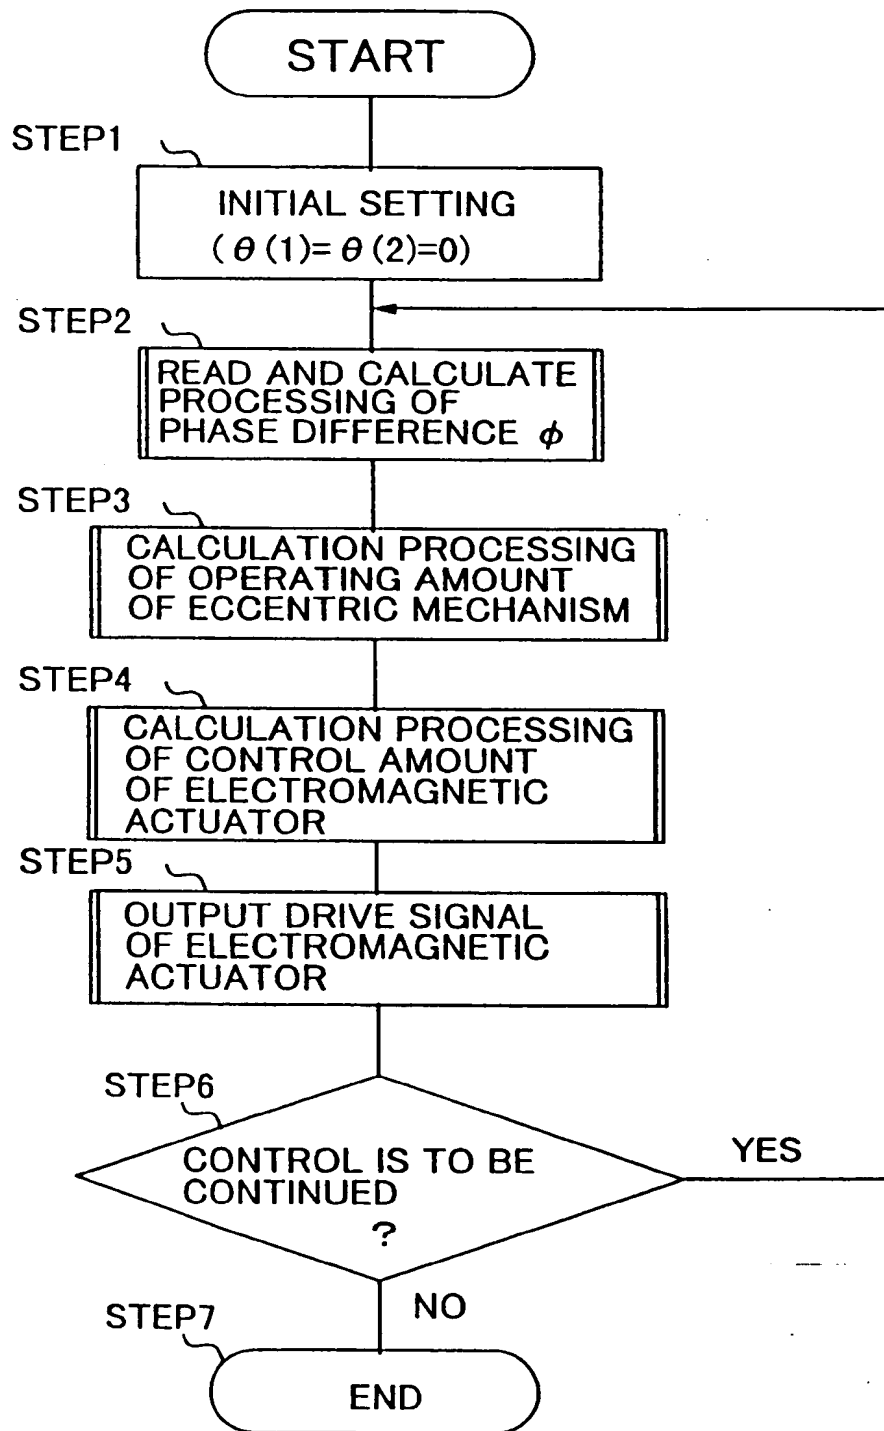 START
STEP1
INITIAL SETTING
(θ(1)=θ(2)=0)
STEP2
READ AND CALCULATE
PROCESSING OF
PHASE DIFFERENCE φ
STEP3
CALCULATION PROCESSING
OF OPERATING AMOUNT
OF ECCENTRIC MECHANISM
STEP4
CALCULATION PROCESSING
OF CONTROL AMOUNT
OF ELECTROMAGNETIC
ACTUATOR
STEP5
OUTPUT DRIVE SIGNAL
OF ELECTROMAGNETIC
ACTUATOR
STEP6
CONTROL IS TO BE
CONTINUED
?
YES
NO
STEP7
END